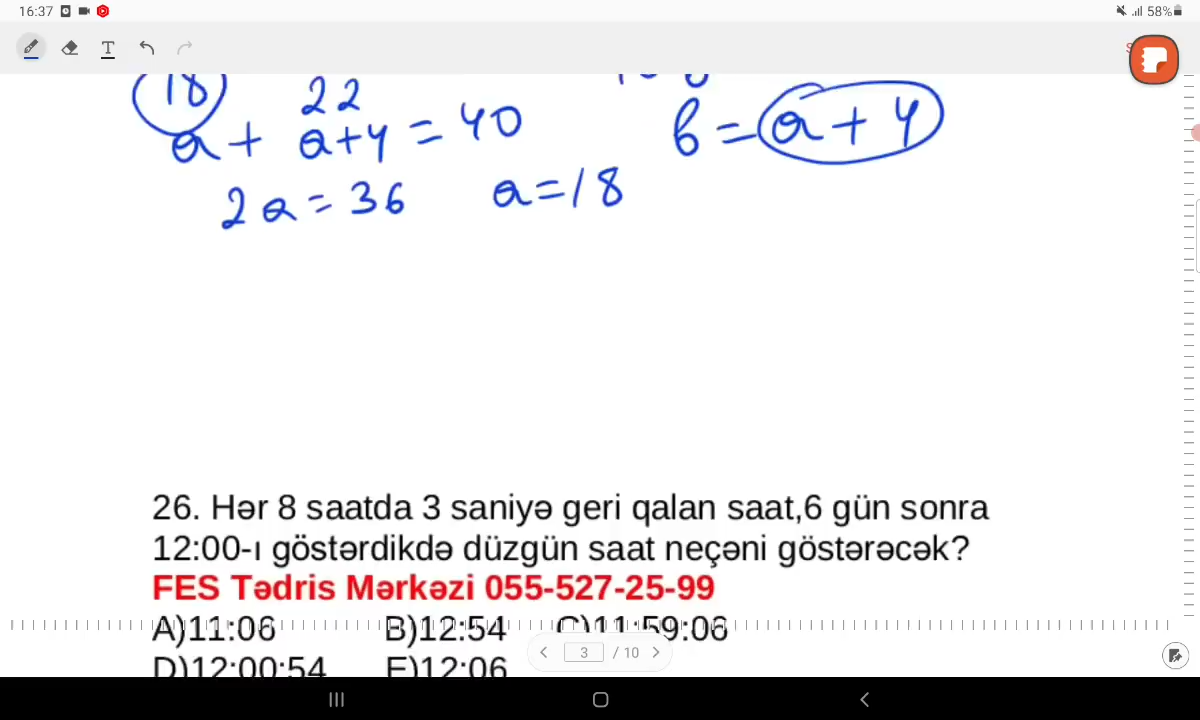 16:37 58%
T
18 22
a + a+4 = 40 b = a + 4
2a = 36 a=18
26. Hər 8 saatda 3 saniyə geri qalan saat,6 gün sonra
12:00-ı göstərdikdə düzgün saat neçəni göstərəcək?
FES Tədris Mərkəzi 055-527-25-99
A)11:06 B)12:54 C)11:59:06
D)12:00:54 E)12:06
3 / 10